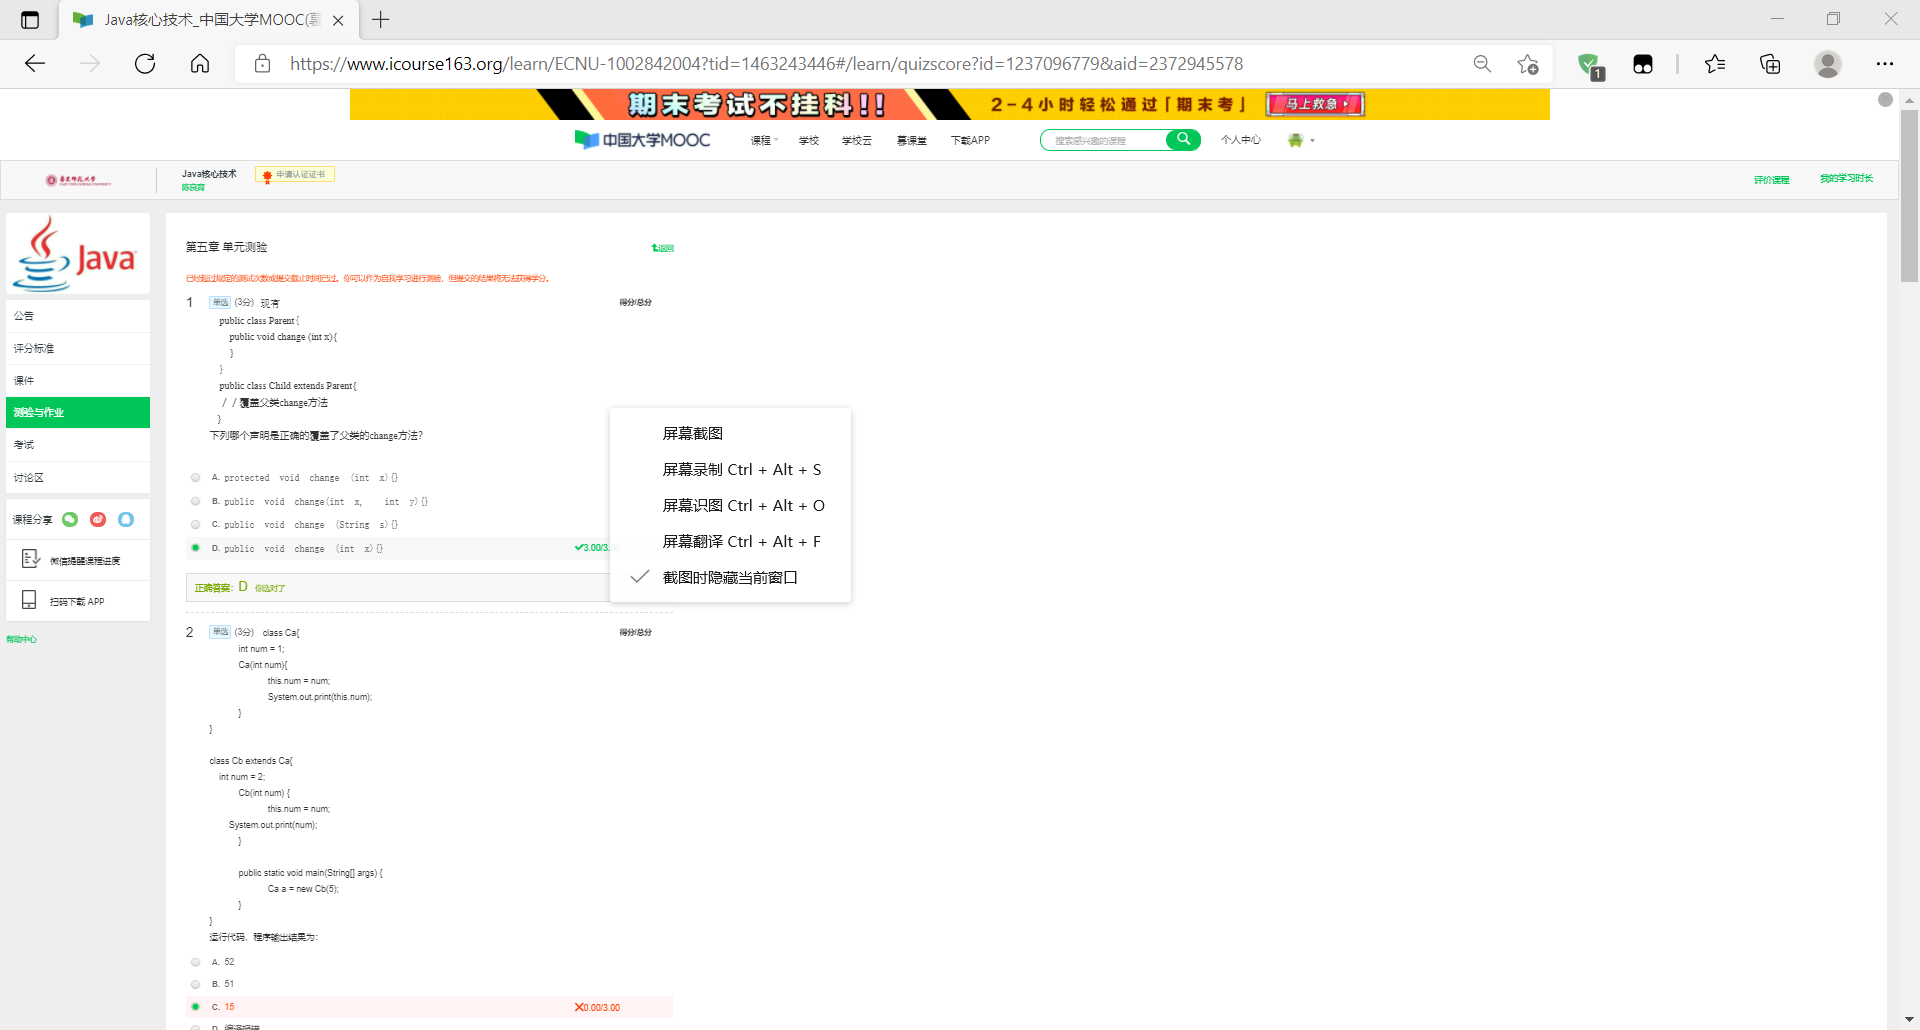 Java核心技术_中国大学MOOC(慕
https://www.icourse163.org/learn/ECNU-1002842004?tid=1463243446#/learn/quizscore?id=1237096779&aid=2372945578
1
期末考试不挂科!! 2-4小时轻松通过「期末考」 马上救急
中国大学MOOC 课程 学校 学校云 慕课堂 下载APP 搜索感兴趣的课程 个人中心
华东师范大学 Java核心技术 申请认证证书
陈良育
评价课程 我的学习时长
Java
公告
评分标准
课件
测验与作业
考试
讨论区
课程分享
微信提醒课程进度
扫码下载 APP
帮助中心
第五章 单元测验 返回
已经超过规定的测试次数或提交截止时间已过。你可以作为自我学习进行测验，但提交的结果将无法获得学分。
1 单选 (3分) 现有 得分/总分
public class Parent{
public void change (int x){
}
}
public class Child extends Parent{
//覆盖父类change方法
}
下列哪个声明是正确的覆盖了父类的change方法?
A. protected void change (int x){}
B. public void change(int x, int y){}
C. public void change (String s){}
D. public void change (int x){} 3.00/3.
正确答案：D 你选对了
屏幕截图
屏幕录制 Ctrl + Alt + S
屏幕识图 Ctrl + Alt + O
屏幕翻译 Ctrl + Alt + F
截图时隐藏当前窗口
2 单选 (3分) class Ca{ 得分/总分
int num = 1;
Ca(int num){
this.num = num;
System.out.print(this.num);
}
}
class Cb extends Ca{
int num = 2;
Cb(int num) {
this.num = num;
System.out.print(num);
}
public static void main(String[] args) {
Ca a = new Cb(5);
}
}
运行代码，程序输出结果为：
A. 52
B. 51
C. 15 0.00/3.00
D. 编译报错